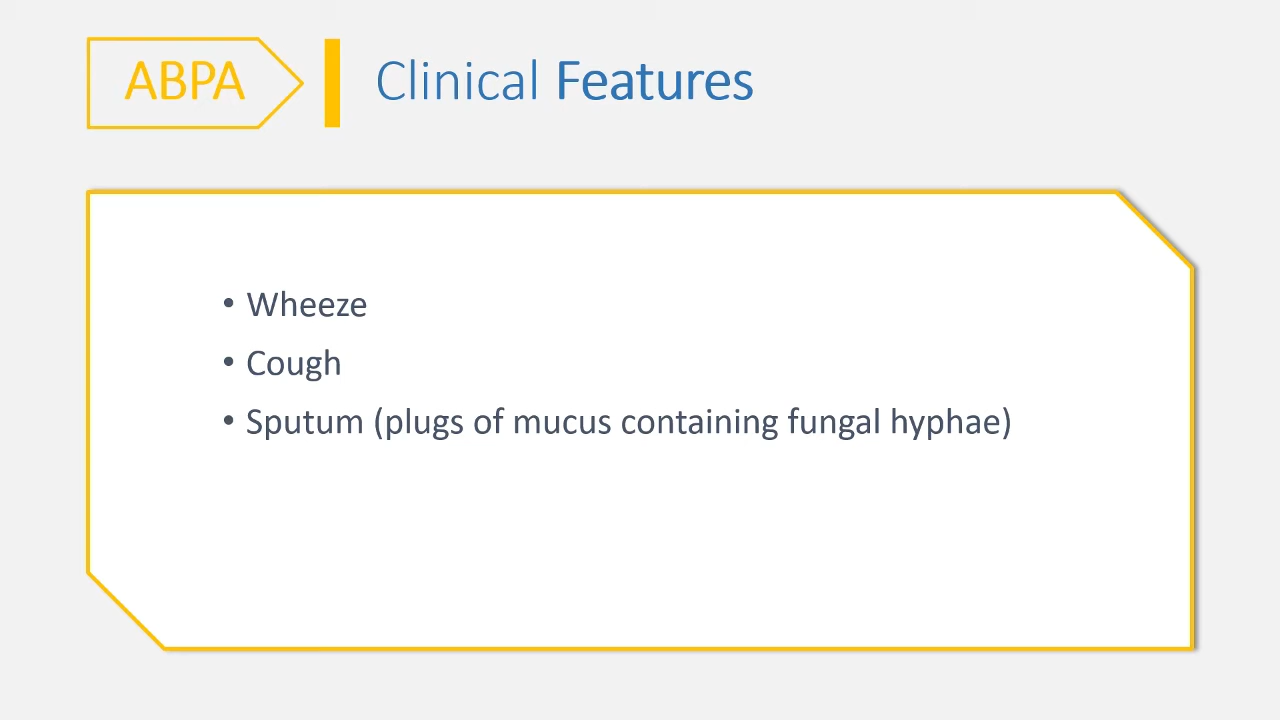 ABPA
Clinical Features
• Wheeze
• Cough
• Sputum (plugs of mucus containing fungal hyphae)